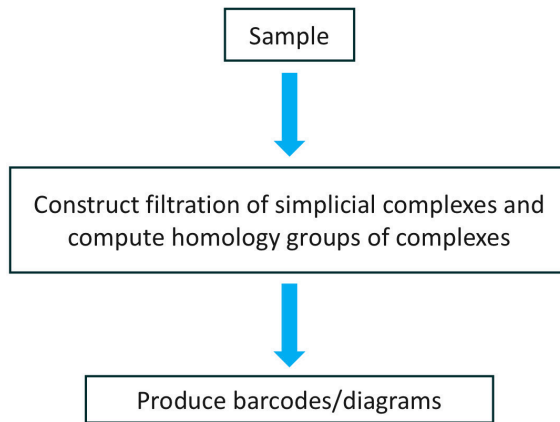 Sample
Construct filtration of simplicial complexes and
compute homology groups of complexes
Produce barcodes/diagrams